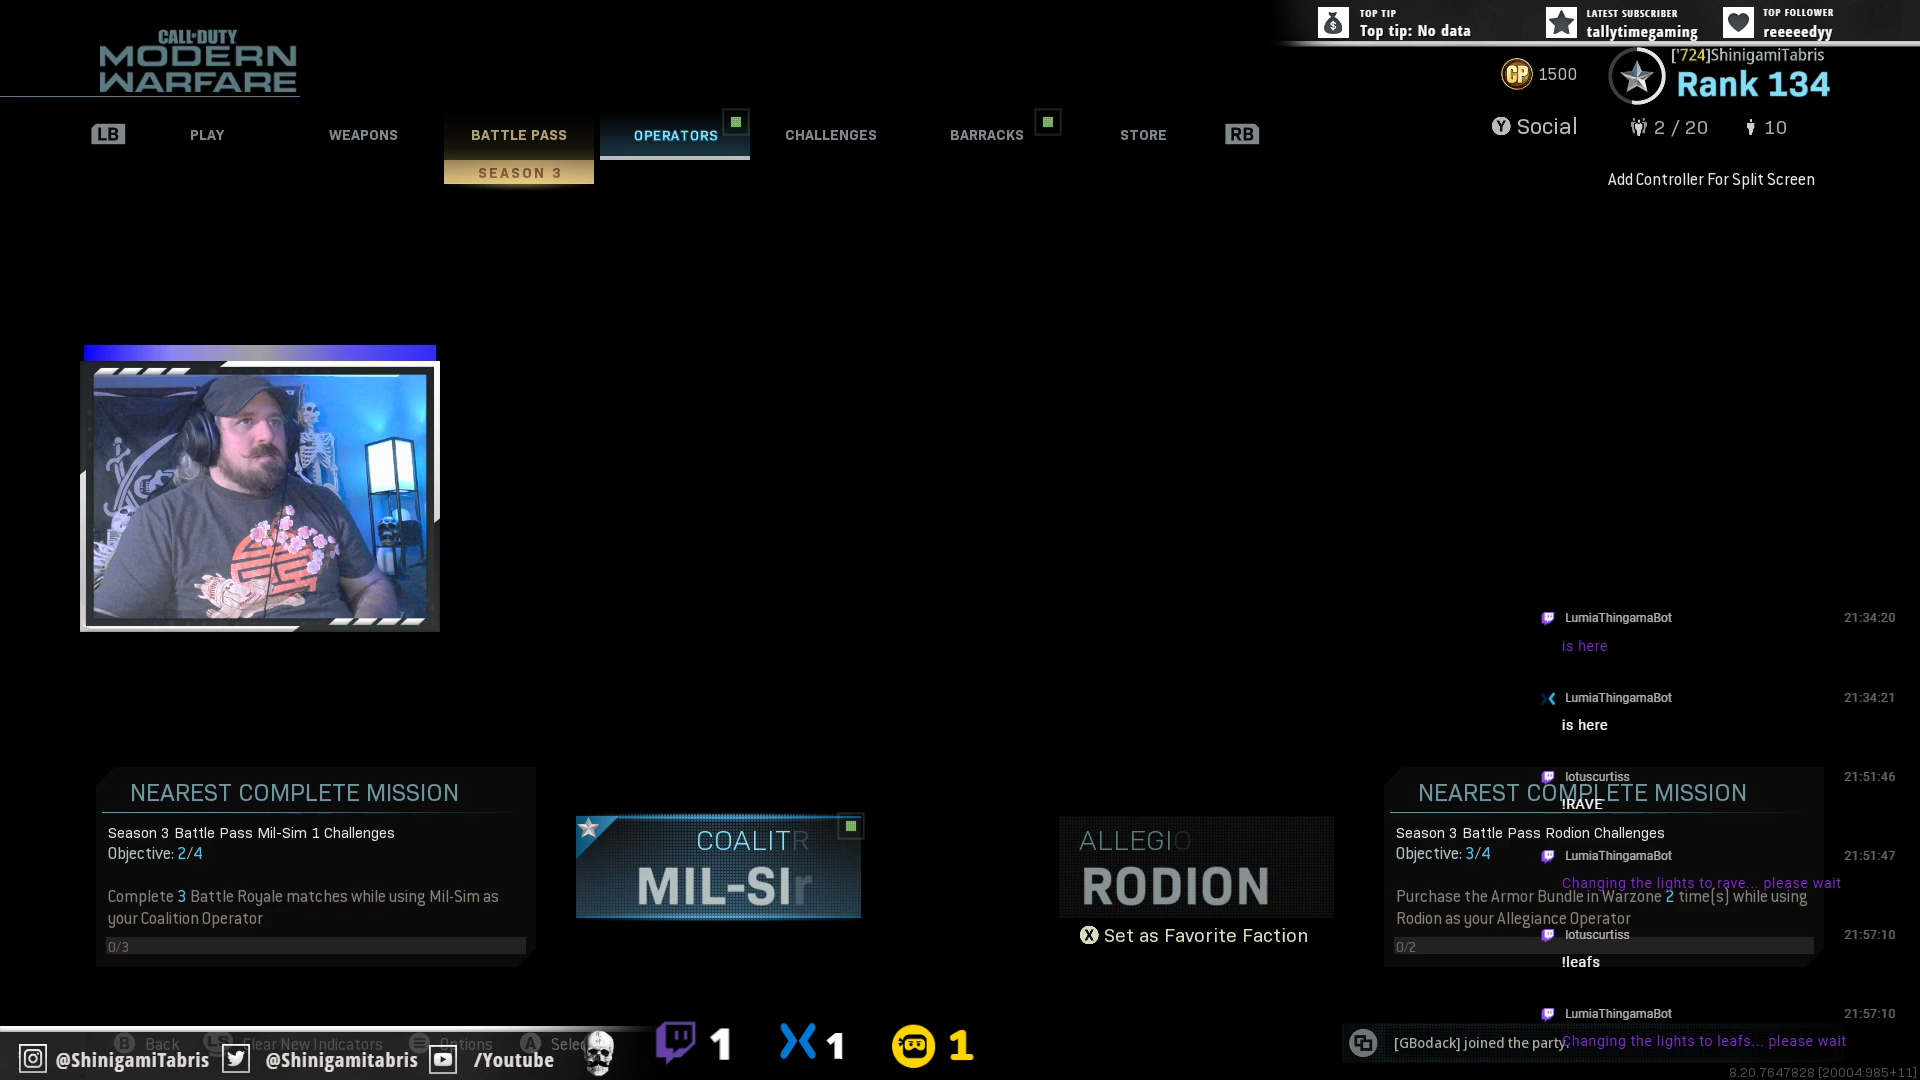 TOP TIP
Top tip: No data
LATEST SUBSCRIBER
tallytimegaming
TOP FOLLOWER
reeeeedyy
CALL OF DUTY
MODERN
WARFARE
CP 1500
['724]ShinigamiTabris
Rank 134
LB
PLAY
WEAPONS
BATTLE PASS
SEASON 3
OPERATORS
CHALLENGES
BARRACKS
STORE
RB
Y Social
2 / 20
10
Add Controller For Split Screen
LumiaThingamaBot 21:34:20
is here
LumiaThingamaBot 21:34:21
is here
lotuscurtiss 21:51:46
!RAVE
LumiaThingamaBot 21:51:47
Changing the lights to rave... please wait
lotuscurtiss 21:57:10
!leafs
LumiaThingamaBot 21:57:10
Changing the lights to leafs... please wait
NEAREST COMPLETE MISSION
Season 3 Battle Pass Mil-Sim 1 Challenges
Objective: 2/4
Complete 3 Battle Royale matches while using Mil-Sim as
your Coalition Operator
0/3
COALITR
MIL-SIr
ALLEGIO
RODION
X Set as Favorite Faction
NEAREST COMPLETE MISSION
Season 3 Battle Pass Rodion Challenges
Objective: 3/4
Purchase the Armor Bundle in Warzone 2 time(s) while using
Rodion as your Allegiance Operator
0/2
B Back
Clear New Indicators
Options
A Selec
@ShinigamiTabris
@Shinigamitabris
/Youtube
1
1
1
[GBodack] joined the party.
8.20.7647828 [20004:985+11]